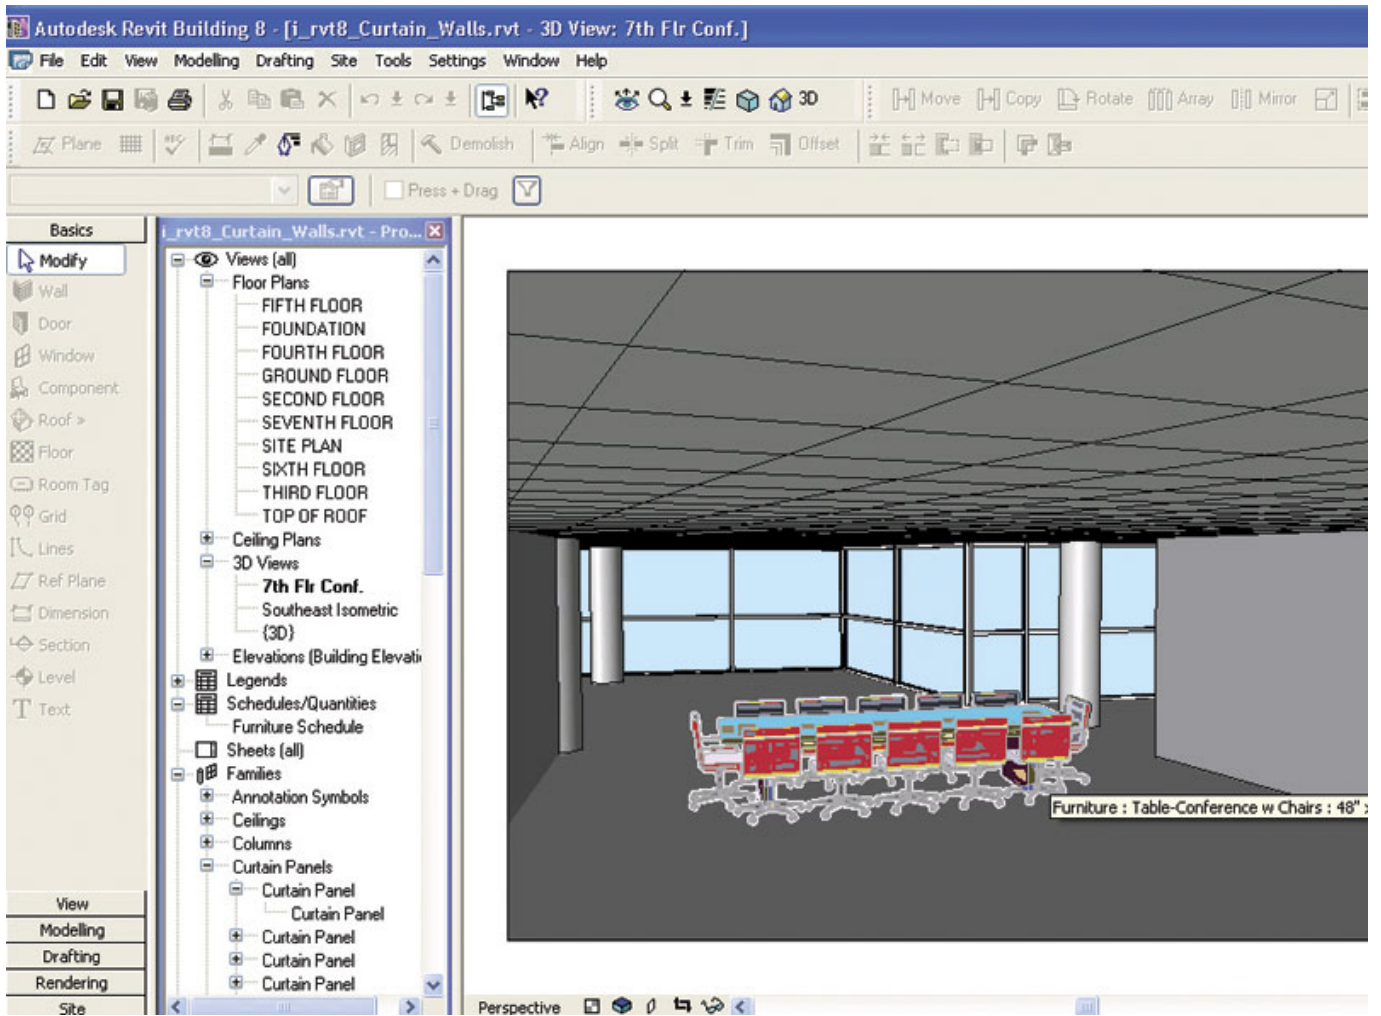 Autodesk Revit Building 8 - [i_rvt8_Curtain_Walls.rvt - 3D View: 7th Flr Conf.]
File Edit View Modelling Drafting Site Tools Settings Window Help
3D Move Copy Rotate Array Mirror
Plane Demolish Align Split Trim Offset
Press + Drag
Basics
Modify
Wall
Door
Window
Component
Roof >
Floor
Room Tag
Grid
Lines
Ref Plane
Dimension
Section
Level
Text
View
Modelling
Drafting
Rendering
Site
i_rvt8_Curtain_Walls.rvt - Pro...
Views (all)
Floor Plans
FIFTH FLOOR
FOUNDATION
FOURTH FLOOR
GROUND FLOOR
SECOND FLOOR
SEVENTH FLOOR
SITE PLAN
SIXTH FLOOR
THIRD FLOOR
TOP OF ROOF
Ceiling Plans
3D Views
7th Flr Conf.
Southeast Isometric
{3D}
Elevations (Building Elevati
Legends
Schedules/Quantities
Furniture Schedule
Sheets (all)
Families
Annotation Symbols
Ceilings
Columns
Curtain Panels
Curtain Panel
Curtain Panel
Curtain Panel
Curtain Panel
Curtain Panel
Furniture : Table-Conference w Chairs : 48"
Perspective